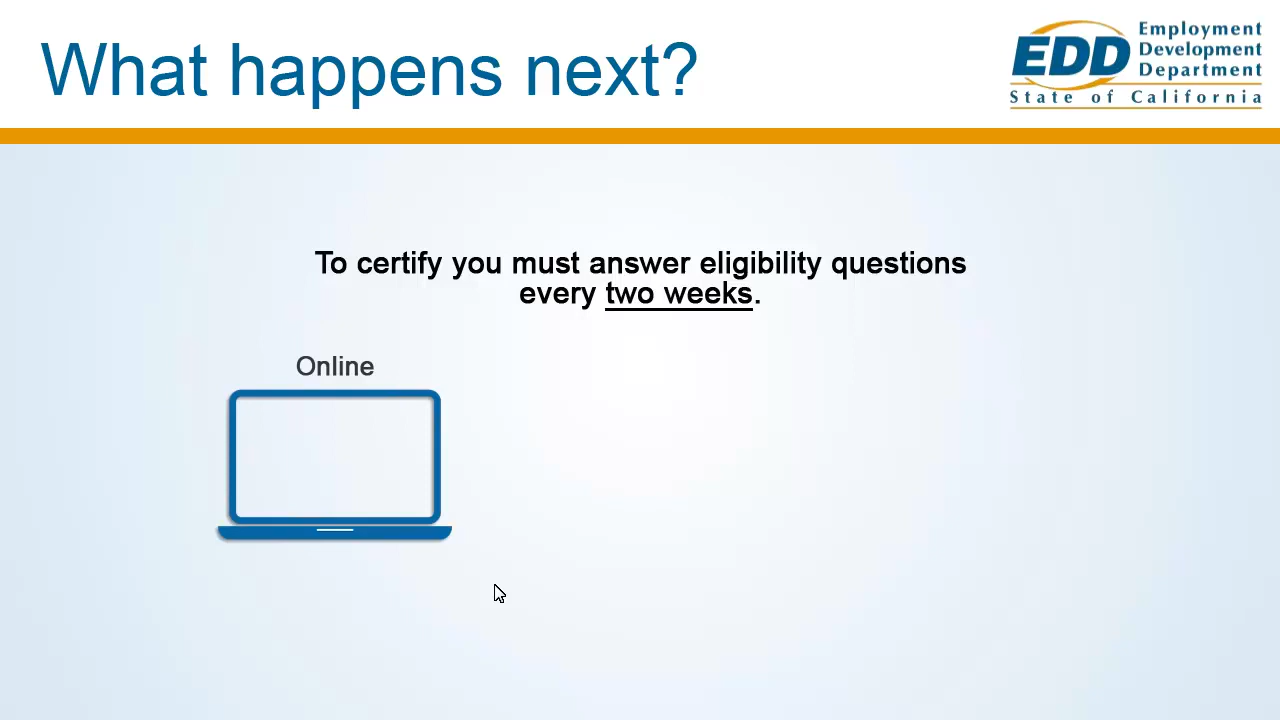 What happens next?
EDD
Employment
Development
Department
State of California
To certify you must answer eligibility questions
every two weeks.
Online